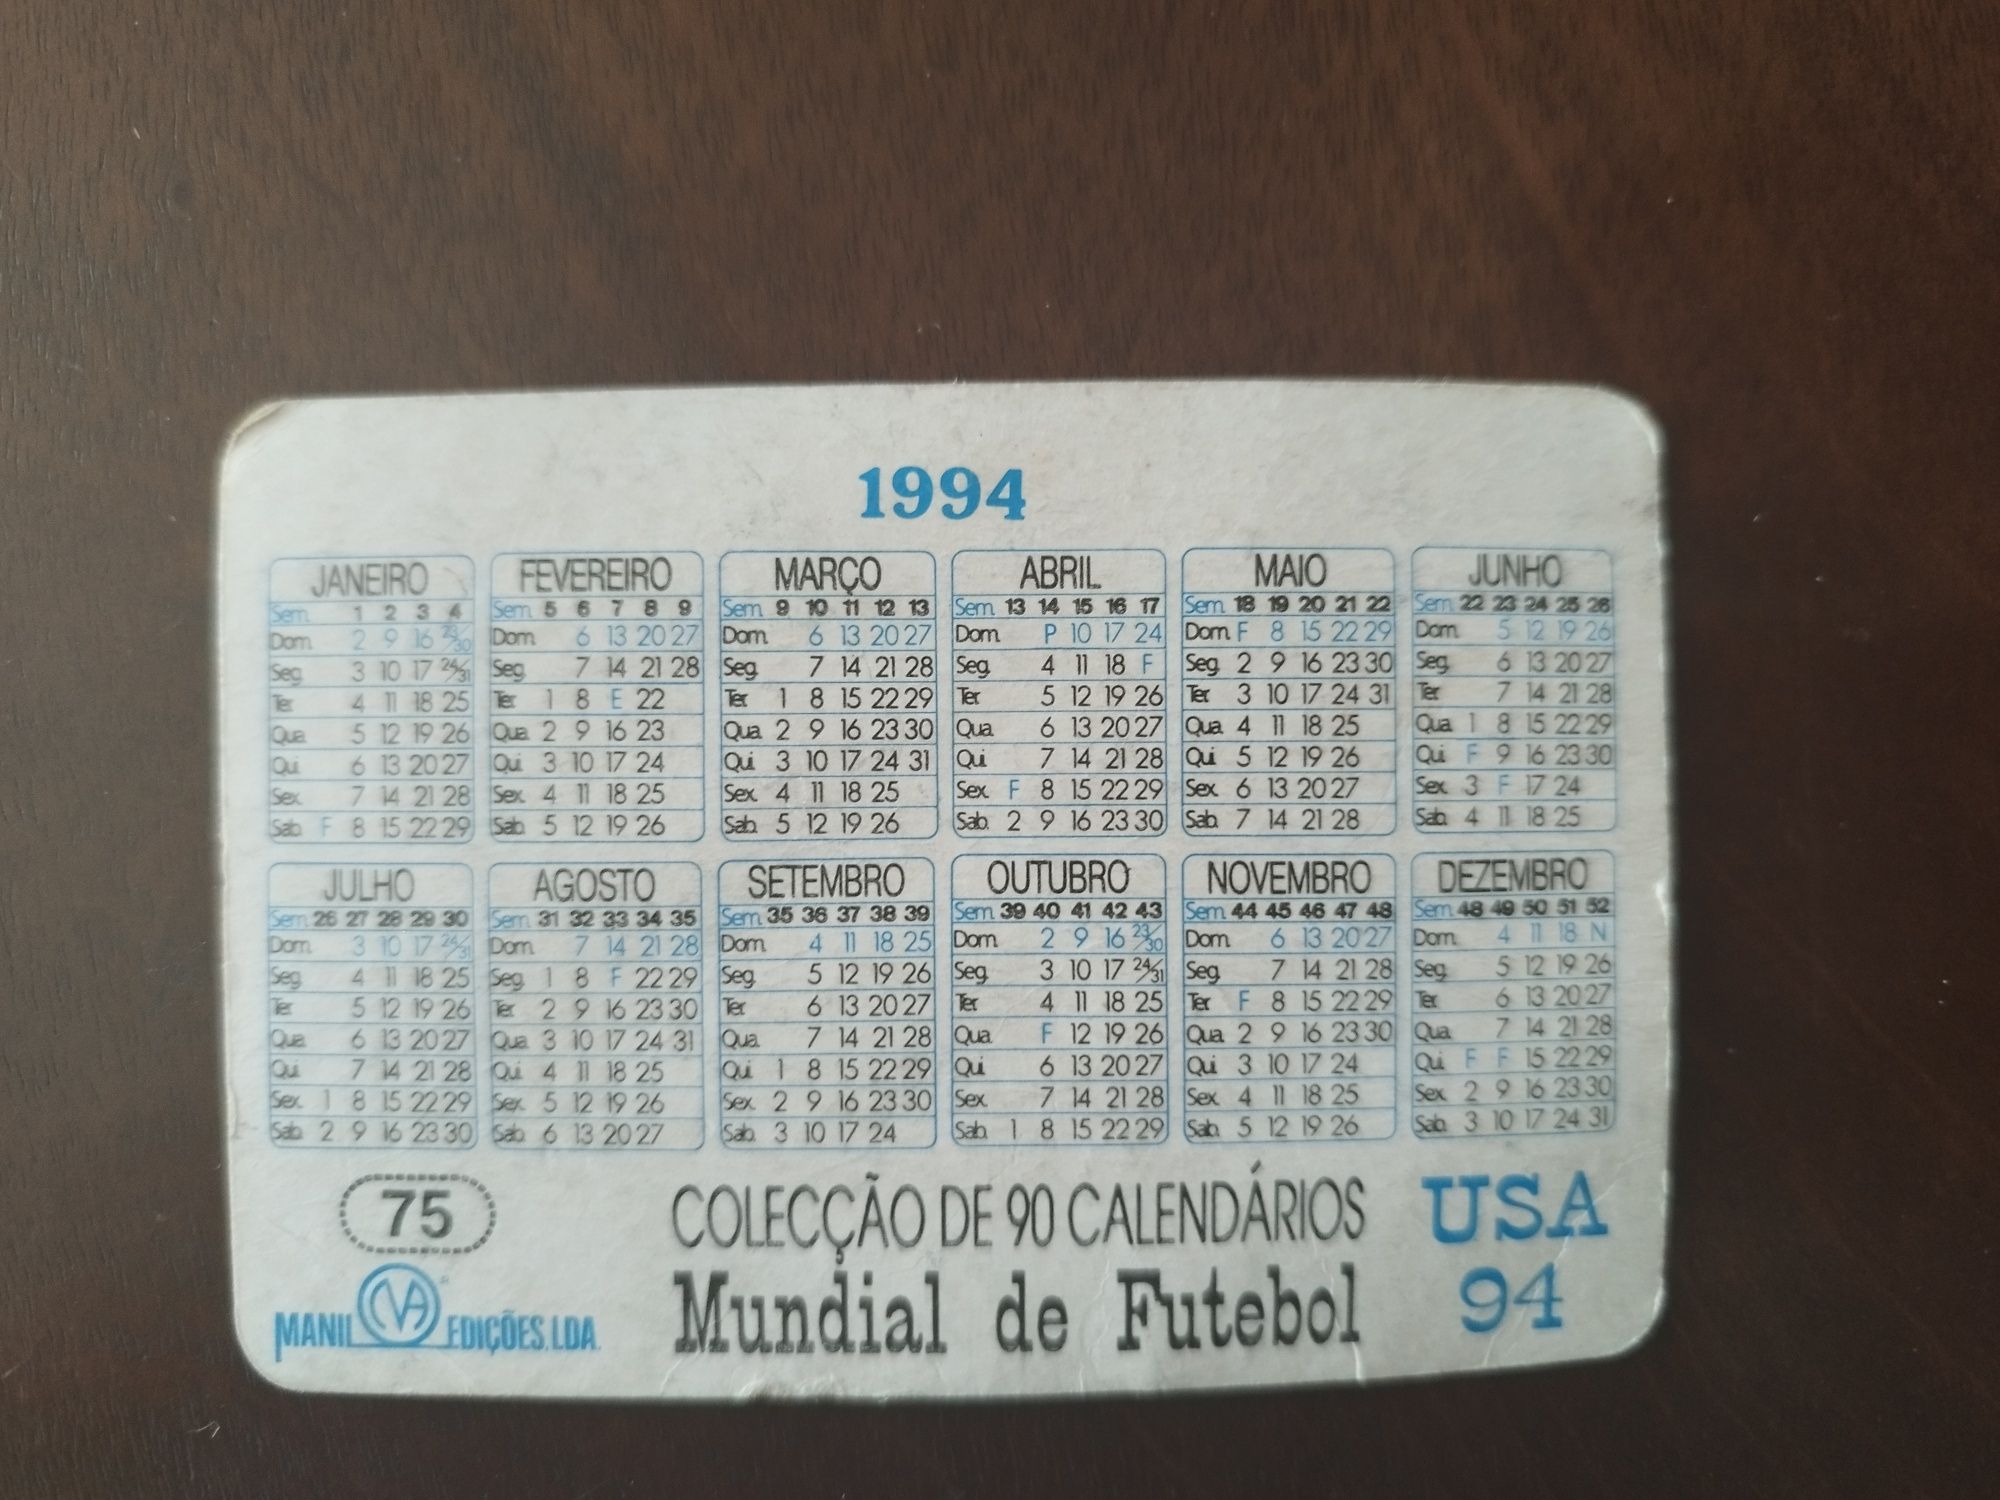 1994
JANEIRO
Sem. 1 2 3 4
Dom. 2 9 16 23/30
Seg. 3 10 17 24/31
Ter 4 11 18 25
Qua. 5 12 19 26
Qui 6 13 20 27
Sex. 7 14 21 28
Sab. F 8 15 22 29
FEVEREIRO
Sem. 5 6 7 8 9
Dom. 6 13 20 27
Seg. 7 14 21 28
Ter 1 8 E 22
Qua. 2 9 16 23
Qui 3 10 17 24
Sex. 4 11 18 25
Sab. 5 12 19 26
MARÇO
Sem. 9 10 11 12 13
Dom. 6 13 20 27
Seg. 7 14 21 28
Ter 1 8 15 22 29
Qua. 2 9 16 23 30
Qui 3 10 17 24 31
Sex. 4 11 18 25
Sab. 5 12 19 26
ABRIL
Sem. 13 14 15 16 17
Dom. P 10 17 24
Seg. 4 11 18 F
Ter 5 12 19 26
Qua 6 13 20 27
Qui 7 14 21 28
Sex. F 8 15 22 29
Sab. 2 9 16 23 30
MAIO
Sem. 18 19 20 21 22
Dom. F 8 15 22 29
Seg. 2 9 16 23 30
Ter 3 10 17 24 31
Qua 4 11 18 25
Qui 5 12 19 26
Sex. 6 13 20 27
Sab. 7 14 21 28
JUNHO
Sem. 22 23 24 25 26
Dom. 5 12 19 26
Seg. 6 13 20 27
Ter 7 14 21 28
Qua 1 8 15 22 29
Qui F 9 16 23 30
Sex. 3 F 17 24
Sab. 4 11 18 25
JULHO
Sem. 26 27 28 29 30
Dom. 3 10 17 24/31
Seg. 4 11 18 25
Ter 5 12 19 26
Qua. 6 13 20 27
Qui 7 14 21 28
Sex. 1 8 15 22 29
Sab. 2 9 16 23 30
AGOSTO
Sem. 31 32 33 34 35
Dom. 7 14 21 28
Seg. 1 8 F 22 29
Ter 2 9 16 23 30
Qua. 3 10 17 24 31
Qui 4 11 18 25
Sex. 5 12 19 26
Sab. 6 13 20 27
SETEMBRO
Sem. 35 36 37 38 39
Dom. 4 11 18 25
Seg. 5 12 19 26
Ter 6 13 20 27
Qua. 7 14 21 28
Qui 1 8 15 22 29
Sex. 2 9 16 23 30
Sab. 3 10 17 24
OUTUBRO
Sem. 39 40 41 42 43
Dom. 2 9 16 23/30
Seg. 3 10 17 24/31
Ter 4 11 18 25
Qua. F 12 19 26
Qui 6 13 20 27
Sex. 7 14 21 28
Sab. 1 8 15 22 29
NOVEMBRO
Sem. 44 45 46 47 48
Dom. 6 13 20 27
Seg. 7 14 21 28
Ter F 8 15 22 29
Qua 2 9 16 23 30
Qui 3 10 17 24
Sex. 4 11 18 25
Sab. 5 12 19 26
DEZEMBRO
Sem. 48 49 50 51 52
Dom. 4 11 18 N
Seg. 5 12 19 26
Ter 6 13 20 27
Qua. 7 14 21 28
Qui F F 15 22 29
Sex. 2 9 16 23 30
Sab. 3 10 17 24 31
75
MANIL EDIÇÕES, LDA.
COLECÇÃO DE 90 CALENDÁRIOS
Mundial de Futebol
USA
94